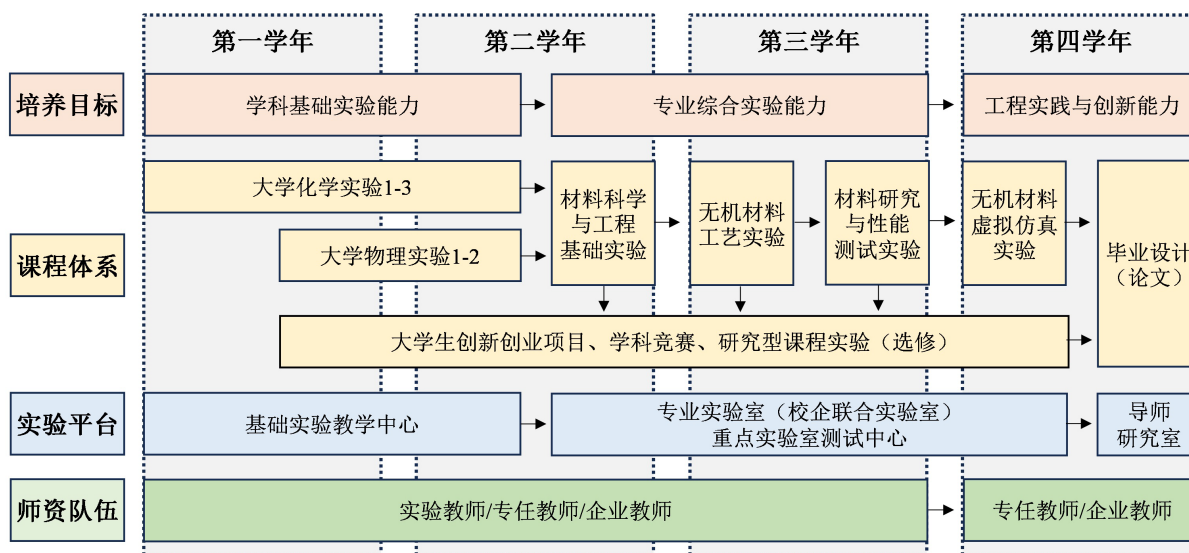 第一学年
第二学年
第三学年
第四学年
培养目标
学科基础实验能力
专业综合实验能力
工程实践与创新能力
课程体系
大学化学实验1-3
大学物理实验1-2
材料科学
与工程
基础实验
无机材料
工艺实验
材料研究
与性能
测试实验
无机材料
虚拟仿真
实验
毕业设计
（论文）
大学生创新创业项目、学科竞赛、研究型课程实验（选修）
实验平台
基础实验教学中心
专业实验室（校企联合实验室）
重点实验室测试中心
导师
研究室
师资队伍
实验教师/专任教师/企业教师
专任教师/企业教师